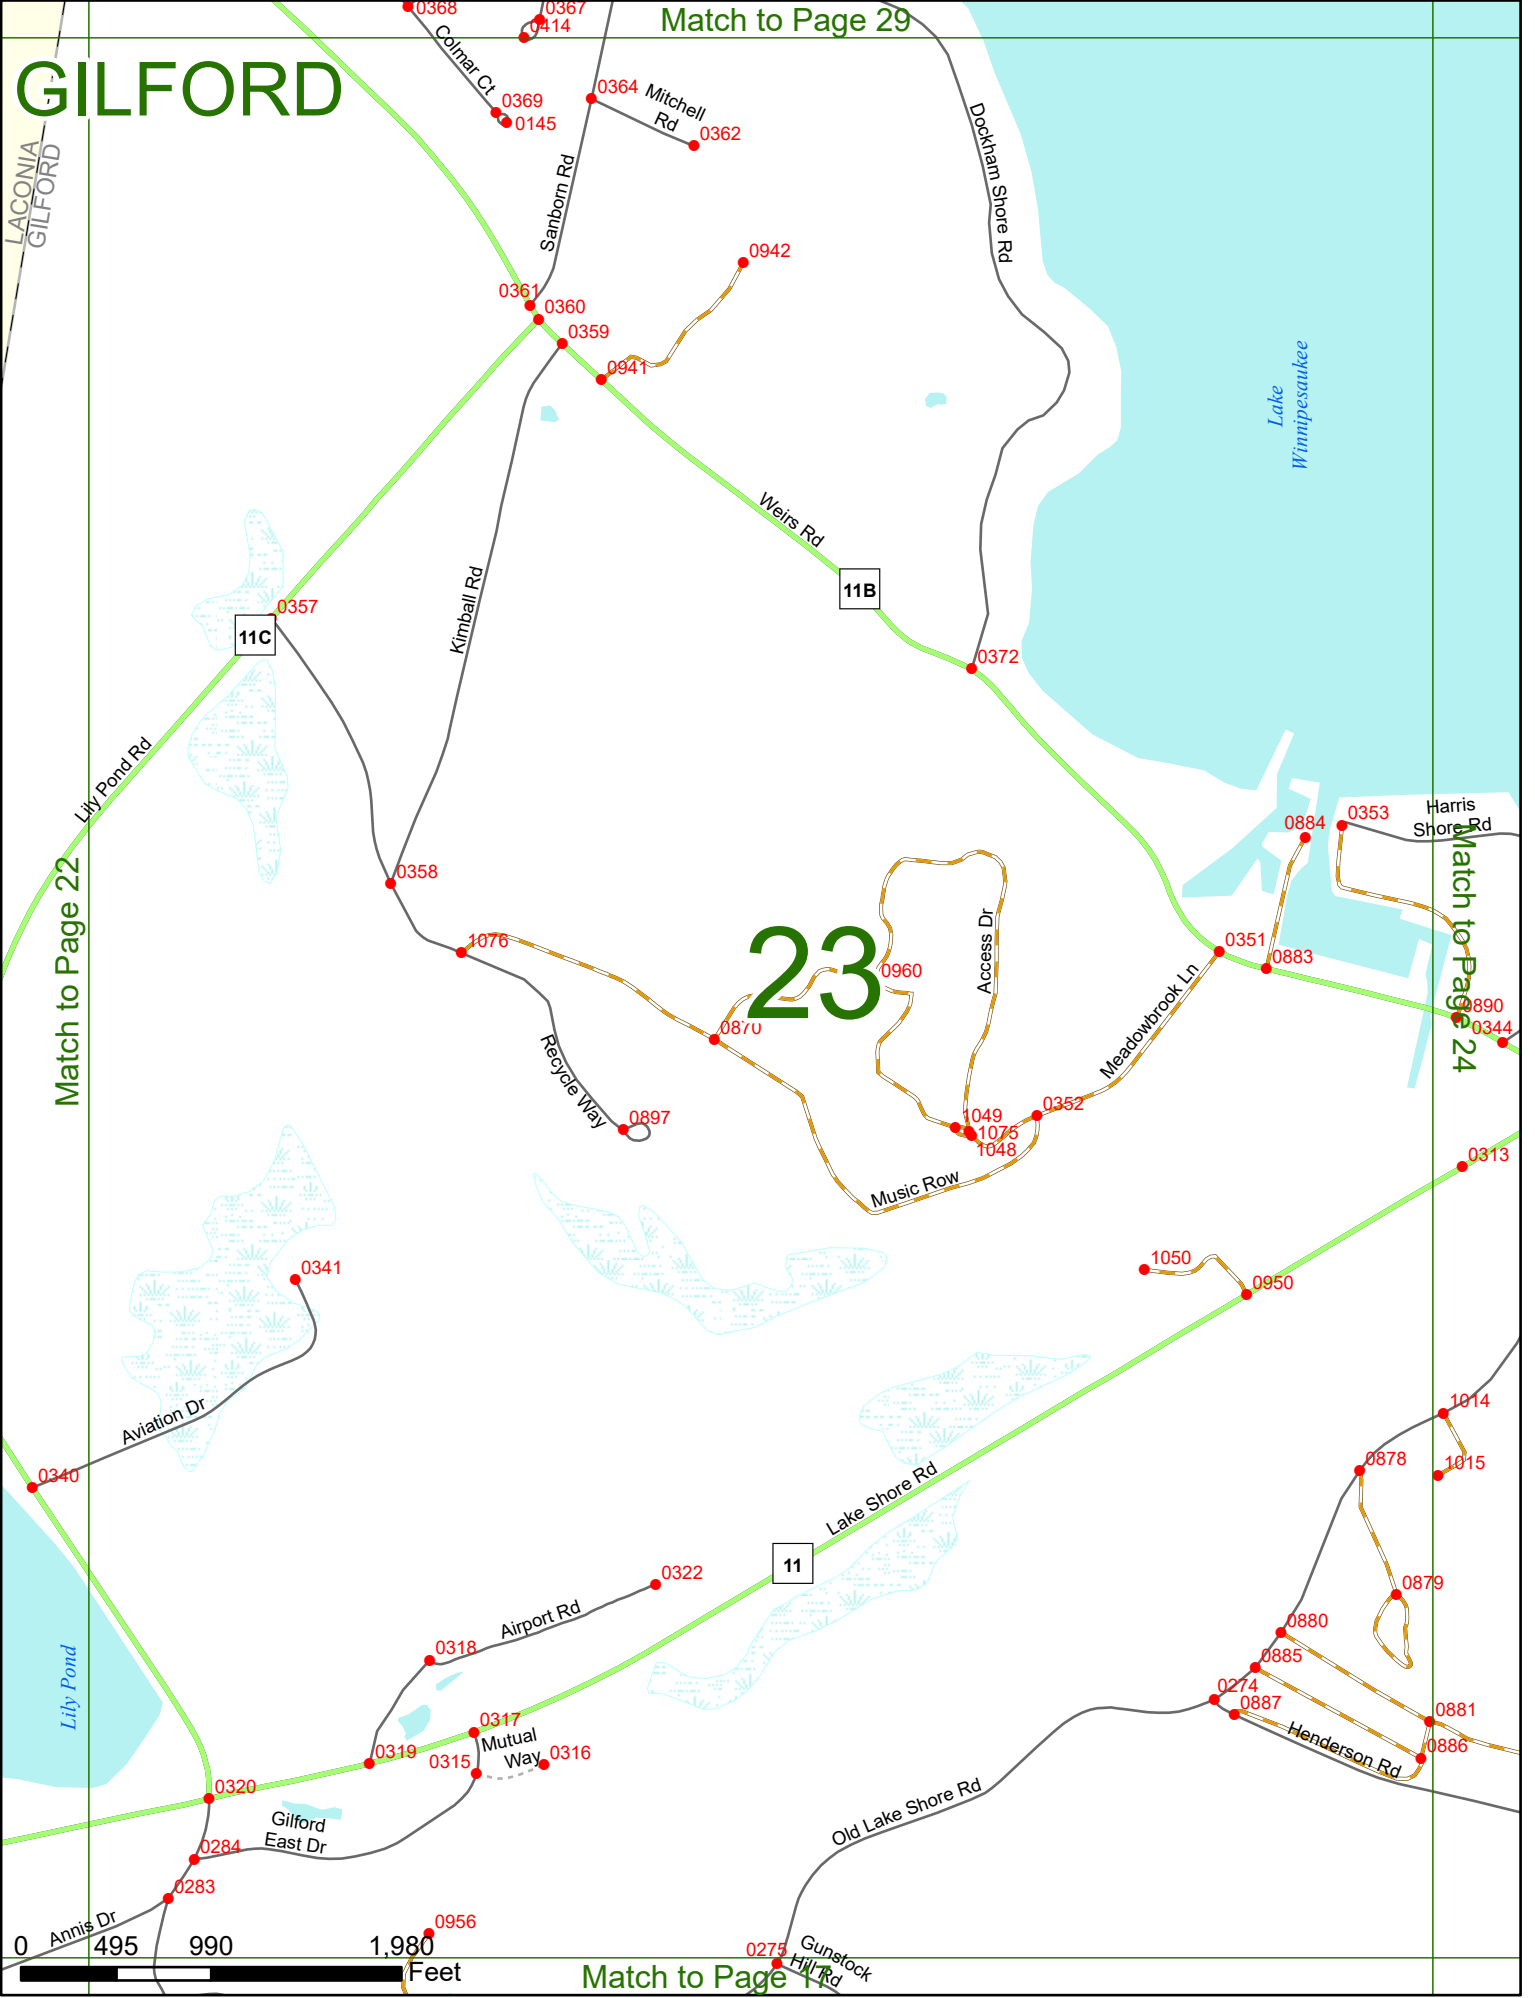 0368
0367
Match to Page 29
0414
Colmar Ct
GILFORD
0369
0145
0364
Mitchell
Rd
0362
LACONIA
GILFORD
Sanborn Rd
Dockham Shore Rd
0942
0361
0360
0359
0941
Lake
Winnipesaukee
Weirs Rd
11B
Kimball Rd
0357
11C
0372
Lily Pond Rd
Harris
Shore Rd
0353
0884
Match to Page 22
Match to Page 24
0358
1076
23
0960
Access Dr
0351
0883
0890
0344
0870
Meadowbrook Ln
Recycle Way
0897
1049
1075
1048
0352
0313
Music Row
0341
1050
0950
Aviation Dr
0340
1014
0878
1015
Lake Shore Rd
11
0322
Airport Rd
0318
0879
0880
0885
0274
0887
0881
0886
Henderson Rd
Lily Pond
0317
Mutual
Way
0316
0319
0315
0320
Gilford
East Dr
0284
0283
Old Lake Shore Rd
Annis Dr
0956
0275
Gunstock
Hill Rd
0
495
990
1,980
Feet
Match to Page 17